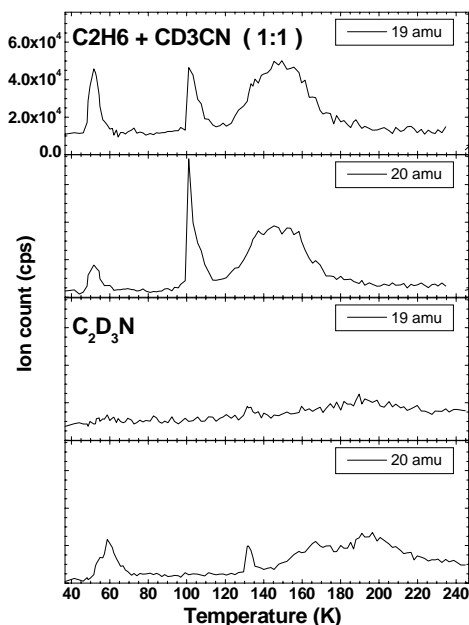 C2H6 + CD3CN ( 1:1 )
19 amu
6.0x10⁴
4.0x10⁴
2.0x10⁴
0.0
20 amu
Ion count (cps)
C₂D₃N
19 amu
20 amu
40 60 80 100 120 140 160 180 200 220 240
Temperature (K)